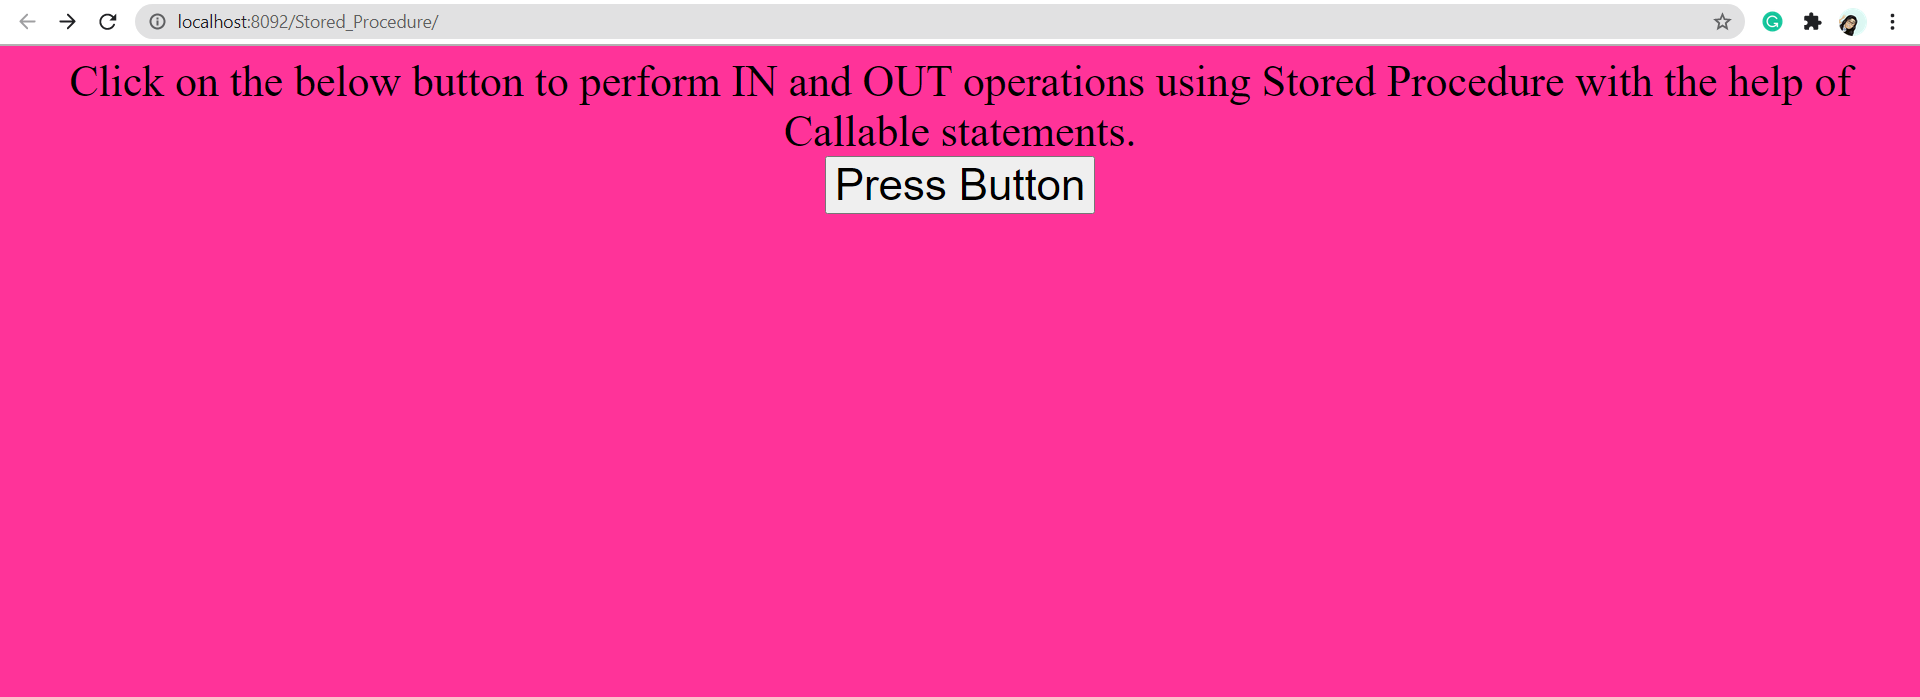 localhost:8092/Stored_Procedure/
Click on the below button to perform IN and OUT operations using Stored Procedure with the help of
Callable statements.
Press Button